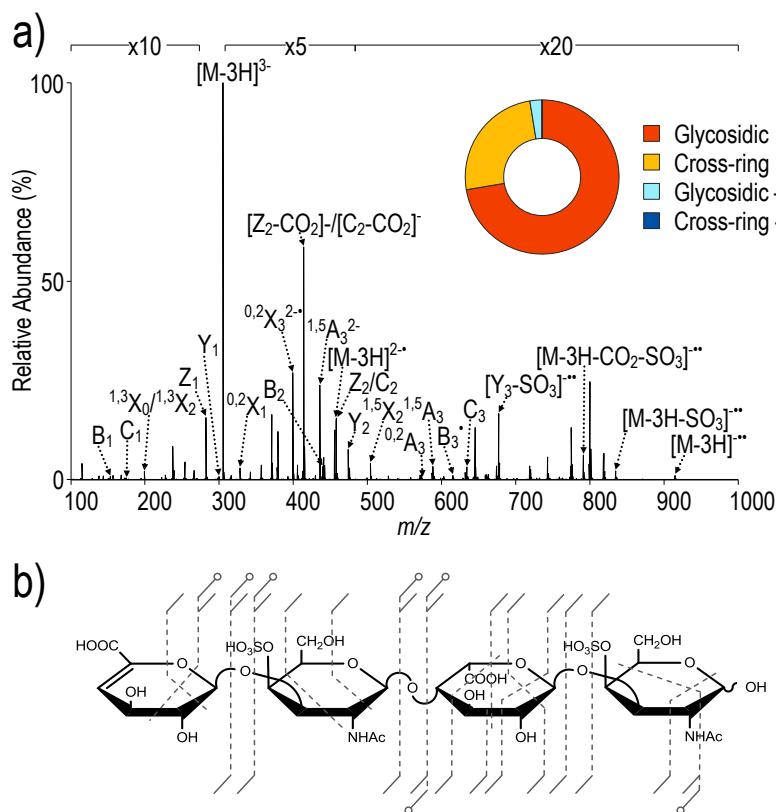 a)
x10 x5 x20
[M-3H]³⁻
100
50
0
Relative Abundance (%)
Glycosidic
Cross-ring
Glycosidic -
Cross-ring -
[Z₂-CO₂]-/[C₂-CO₂]⁻
⁰,²X₃²⁻•
¹,⁵A₃²⁻
[M-3H]²⁻•
Y₁
[M-3H-CO₂-SO₃]⁻••
Z₂/C₂
[Y₃-SO₃]⁻••
¹,³X₀/¹,³X₂
Z₁
⁰,²X₁
B₂
Y₂
¹,⁵X₂
¹,⁵A₃
C₃
[M-3H-SO₃]⁻••
B₁
C₁
⁰,²A₃
B₃•
[M-3H]⁻••
100 200 300 400 500 600 700 800 900 1000
m/z
b)
HOOC
O
OH
OH
O
HO₃SO
CH₂OH
O
NHAc
O
O
COOH
OH
OH
O
HO₃SO
CH₂OH
O
OH
NHAc